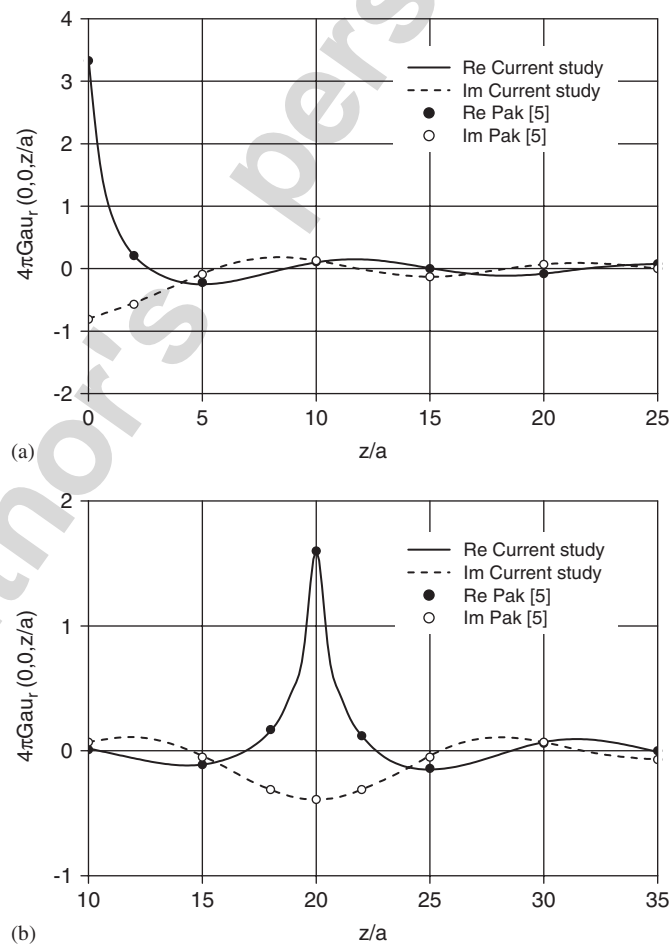 4
3
2
1
0
-1
-2
4πGau_r (0,0,z/a)
Re Current study
Im Current study
Re Pak [5]
Im Pak [5]
0 5 10 15 20 25
(a)
z/a
2
1
0
-1
4πGau_r (0,0,z/a)
Re Current study
Im Current study
Re Pak [5]
Im Pak [5]
10 15 20 25 30 35
(b)
z/a
thor's pers